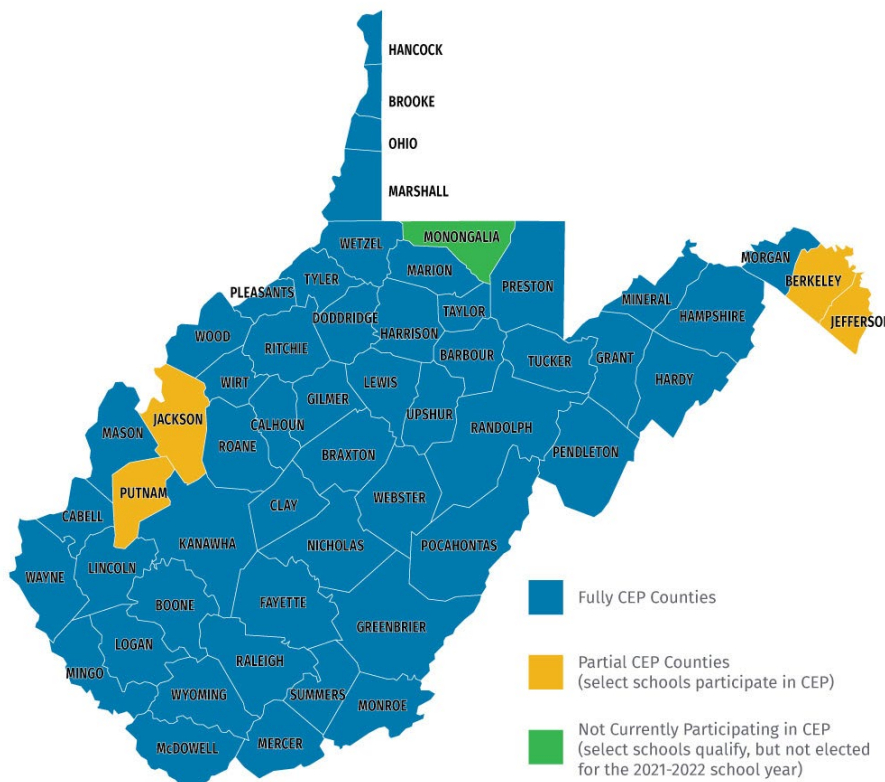 HANCOCK
BROOKE
OHIO
MARSHALL
MONONGALIA
WETZEL
MARION
MORGAN
TYLER
PRESTON
BERKELEY
PLEASANTS
MINERAL
TAYLOR
HAMPSHIRE
DODDRIDGE
JEFFERSON
WOOD
HARRISON
RITCHIE
BARBOUR
TUCKER
GRANT
WIRT
LEWIS
HARDY
GILMER
UPSHUR
JACKSON
CALHOUN
RANDOLPH
MASON
ROANE
BRAXTON
PENDLETON
PUTNAM
WEBSTER
CLAY
CABELL
KANAWHA
NICHOLAS
POCAHONTAS
LINCOLN
WAYNE
BOONE
FAYETTE
GREENBRIER
LOGAN
RALEIGH
MINGO
WYOMING
SUMMERS
MONROE
McDOWELL
MERCER
Fully CEP Counties
Partial CEP Counties
(select schools participate in CEP)
Not Currently Participating in CEP
(select schools qualify, but not elected
for the 2021-2022 school year)